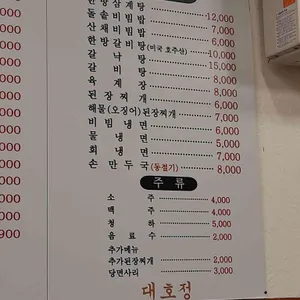 한방삼계탕 12,000
돌솥비빔밥 7,000
산채비빔밥 6,000
한방갈비탕(미국 호주산) 10,000
갈낙탕 15,000
갈비탕 8,000
육계장 8,000
된장찌개 6,000
해물(오징어)된장찌개 7,000
비빔냉면 6,000
물냉면 5,000
회냉면 7,000
손만두국(동절기) 8,000
주류
소주 4,000
맥주 4,000
청하 5,000
음료수 2,000
추가메뉴
추가된장찌개 2,000
당면사리 3,000
대호정